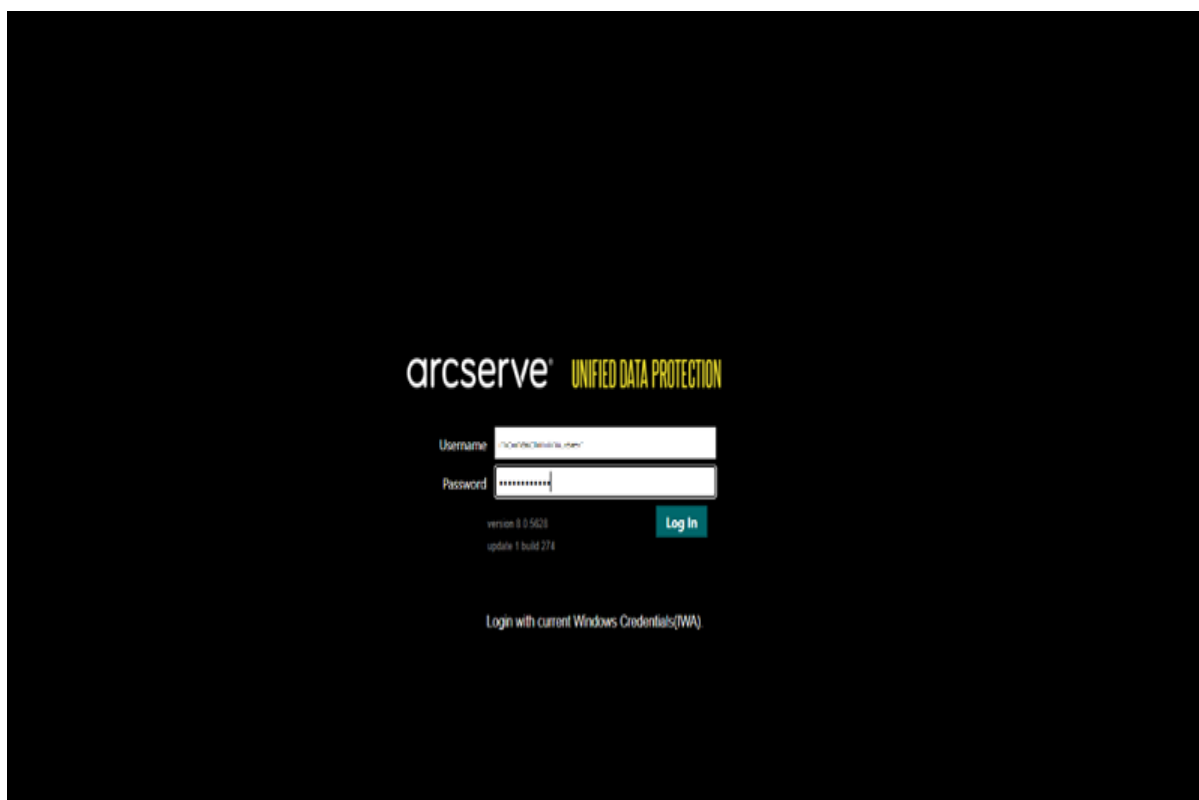 arcserve® UNIFIED DATA PROTECTION
Username
Password ••••••••••••
version 8.0.5628
Log In
update 1 build 274
Login with current Windows Credentials(IWA).